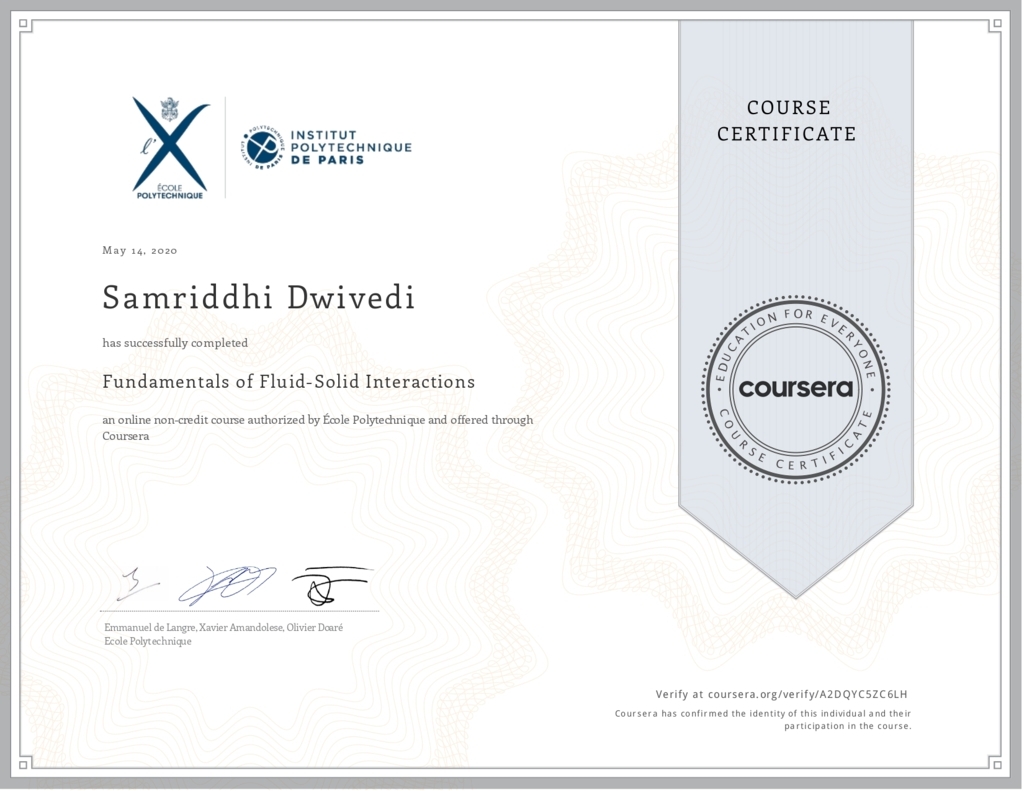 COURSE
CERTIFICATE
l'
ÉCOLE
POLYTECHNIQUE
INSTITUT
POLYTECHNIQUE
DE PARIS
May 14, 2020
Samriddhi Dwivedi
has successfully completed
Fundamentals of Fluid-Solid Interactions
an online non-credit course authorized by École Polytechnique and offered through
Coursera
EDUCATION FOR EVERYONE
coursera
COURSE CERTIFICATE
Emmanuel de Langre, Xavier Amandolese, Olivier Doaré
Ecole Polytechnique
Verify at coursera.org/verify/A2DQYC5ZC6LH
Coursera has confirmed the identity of this individual and their
participation in the course.